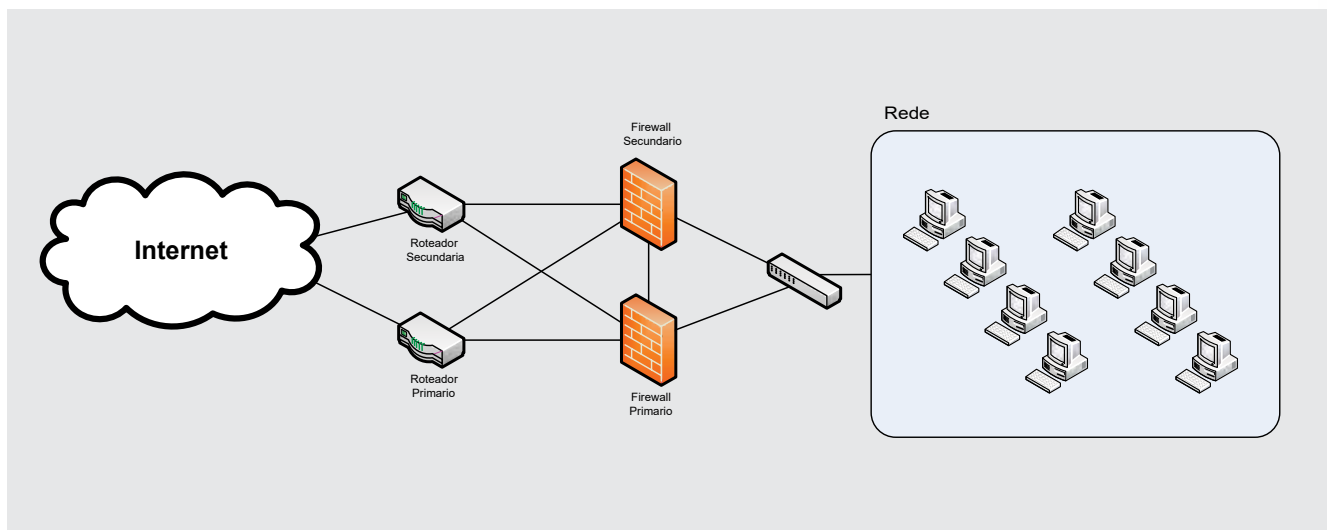 Rede
Firewall
Secundario
Internet
Roteador
Secundaria
Roteador
Primario
Firewall
Primario